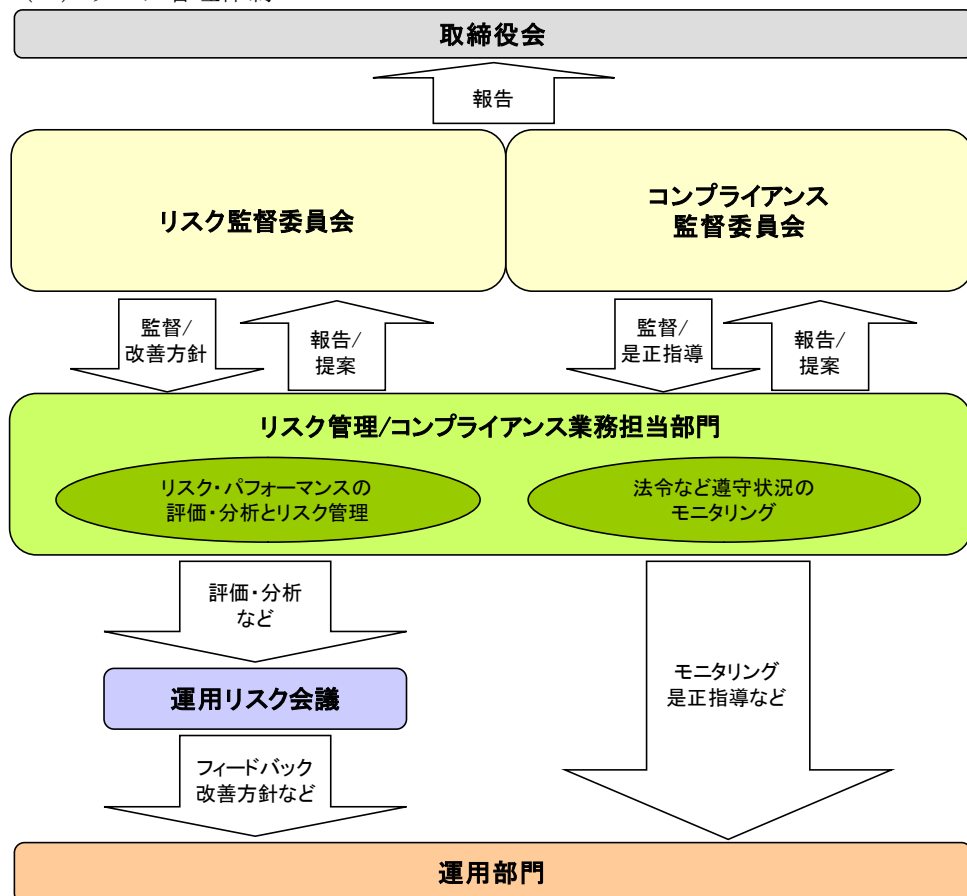 取締役会
報告
リスク監督委員会
コンプライアンス
監督委員会
監督/
改善方針
報告/
提案
監督/
是正指導
報告/
提案
リスク管理/コンプライアンス業務担当部門
リスク・パフォーマンスの
評価・分析とリスク管理
法令など遵守状況の
モニタリング
評価・分析
など
運用リスク会議
モニタリング
是正指導など
フィードバック
改善方針など
運用部門